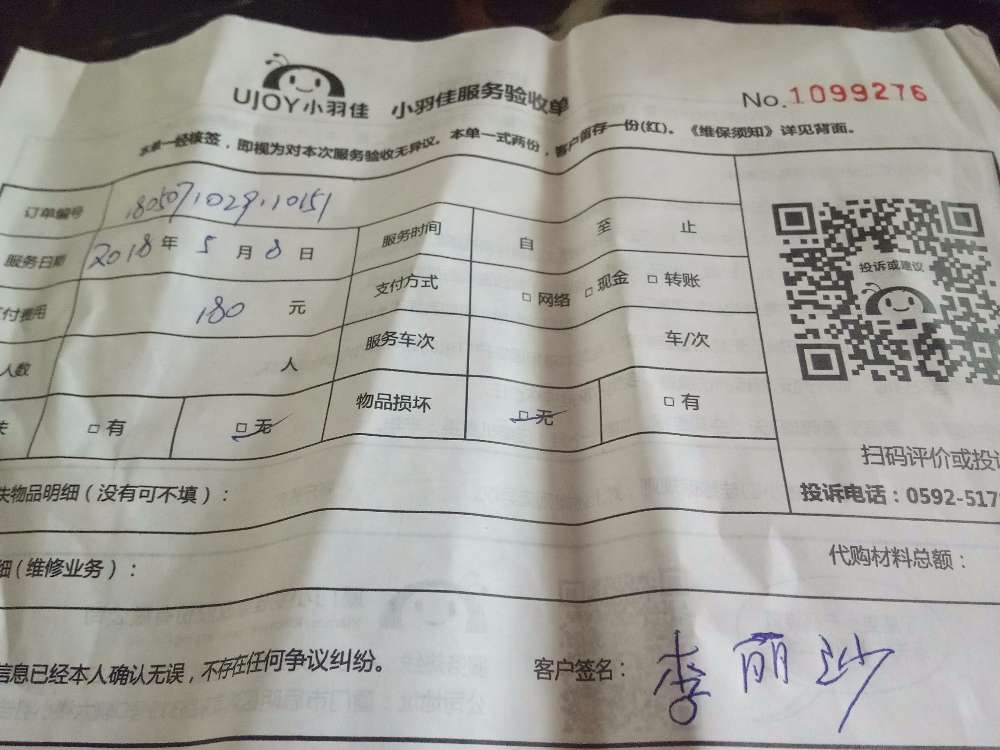 UJOY小羽佳 小羽佳服务验收单 No.1099276
本单一经核签，即视为对本次服务验收无异议。本单一式两份，客户留存一份(红)。《维保须知》详见背面。
订单编号 180507102910151
服务日期 2018年 5 月 8 日 服务时间 自 至 止
付费用 180 元 支付方式 □ 网络 □ 现金 □ 转账
人数 人 服务车次 车/次
失 □ 有 □ 无 物品损坏 □ 无 □ 有
投诉或建议
扫码评价或投
投诉电话：0592-517
失物品明细（没有可不填）：
细（维修业务）： 代购材料总额：
信息已经本人确认无误，不存在任何争议纠纷。 客户签名：李丽